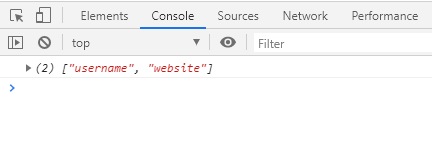 Elements Console Sources Network Performance
top Filter
(2) ["username", "website"]